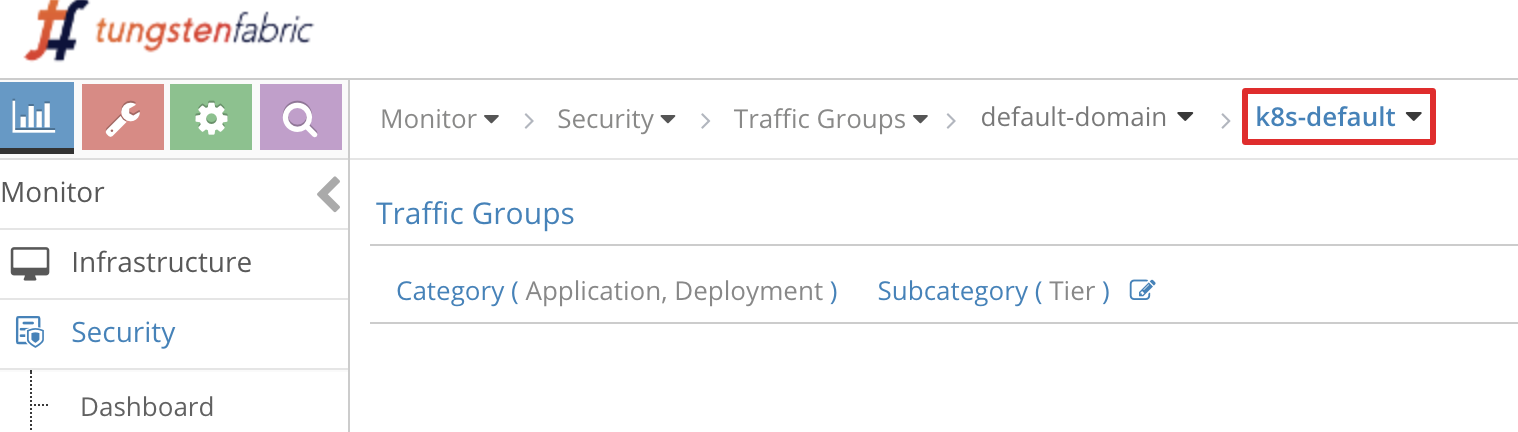 tungstenfabric
Monitor > Security > Traffic Groups > default-domain > k8s-default
Monitor
Traffic Groups
Infrastructure
Category ( Application, Deployment ) Subcategory ( Tier )
Security
Dashboard